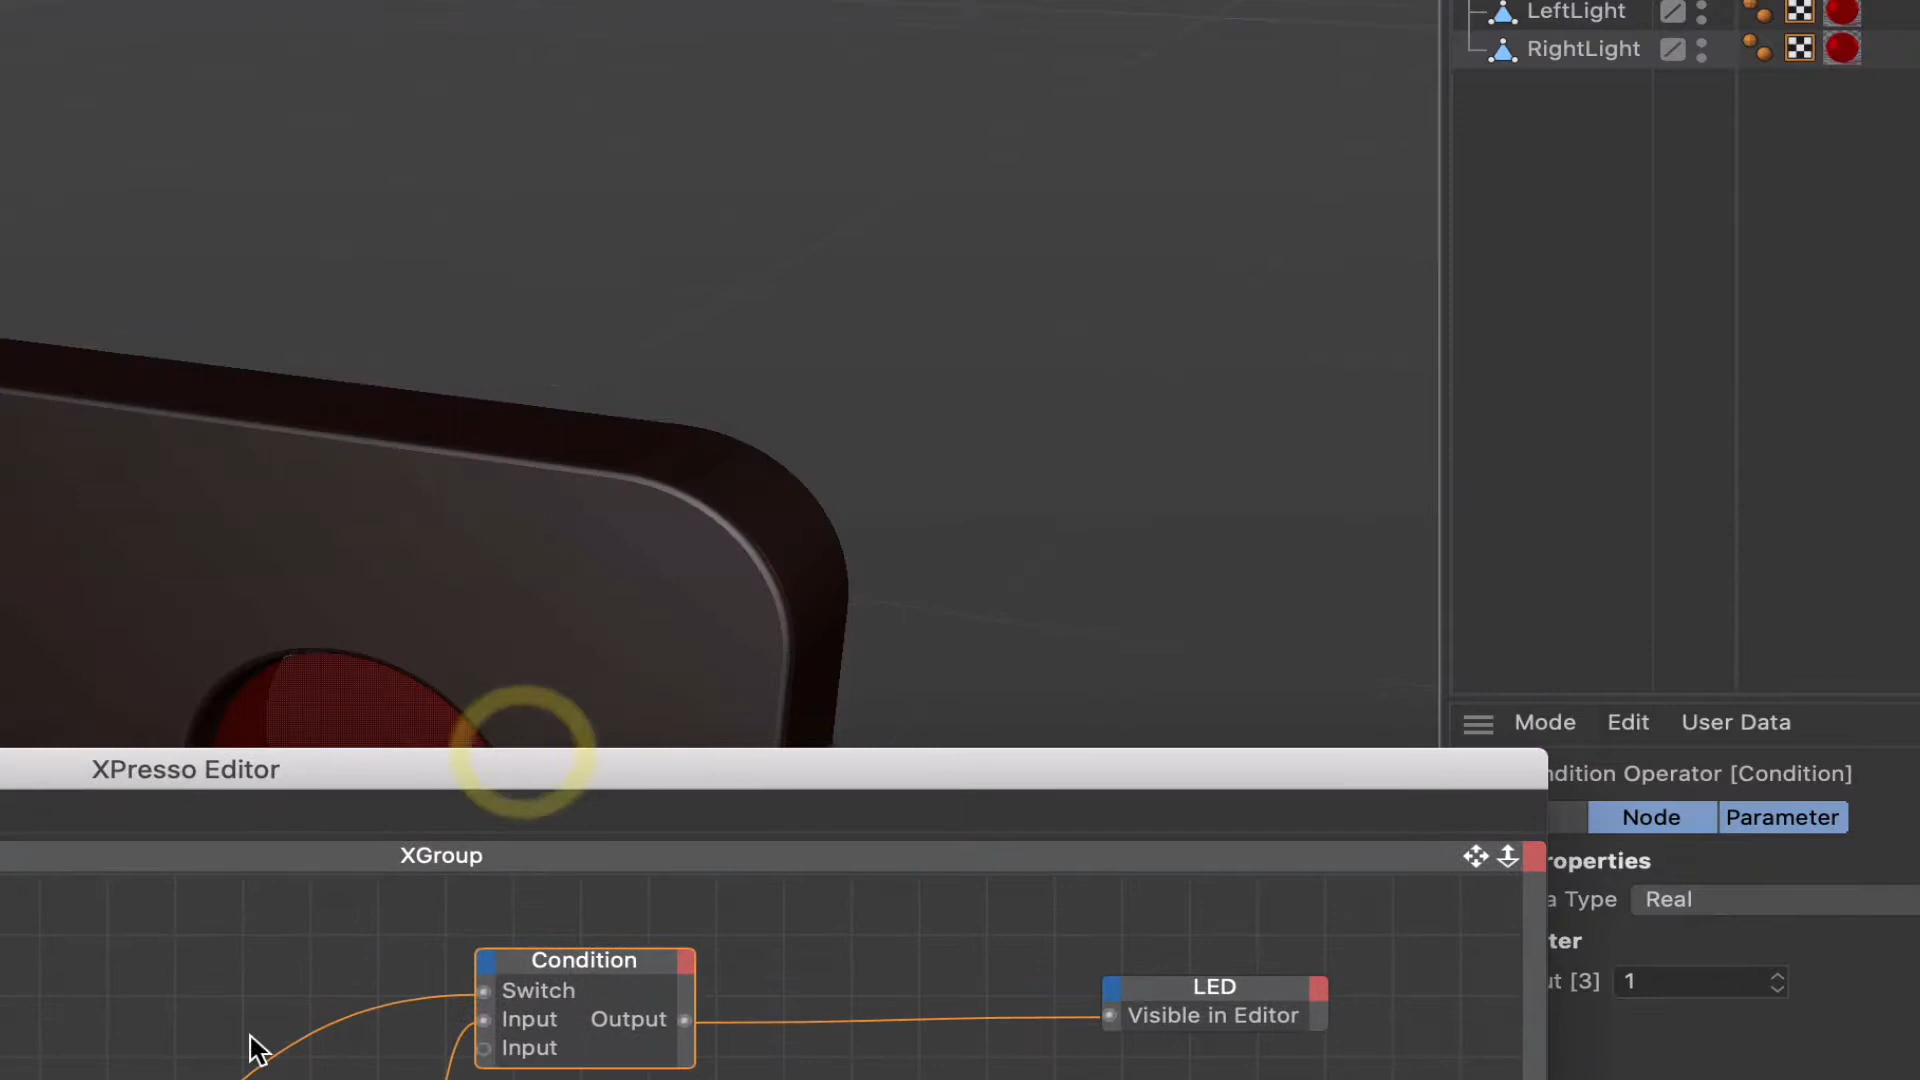 LeftLight
RightLight
Mode Edit User Data
XPresso Editor
ndition Operator [Condition]
Node Parameter
XGroup
roperties
a Type Real
ter
ut [3] 1
Condition
Switch
Input Output
Input
LED
Visible in Editor